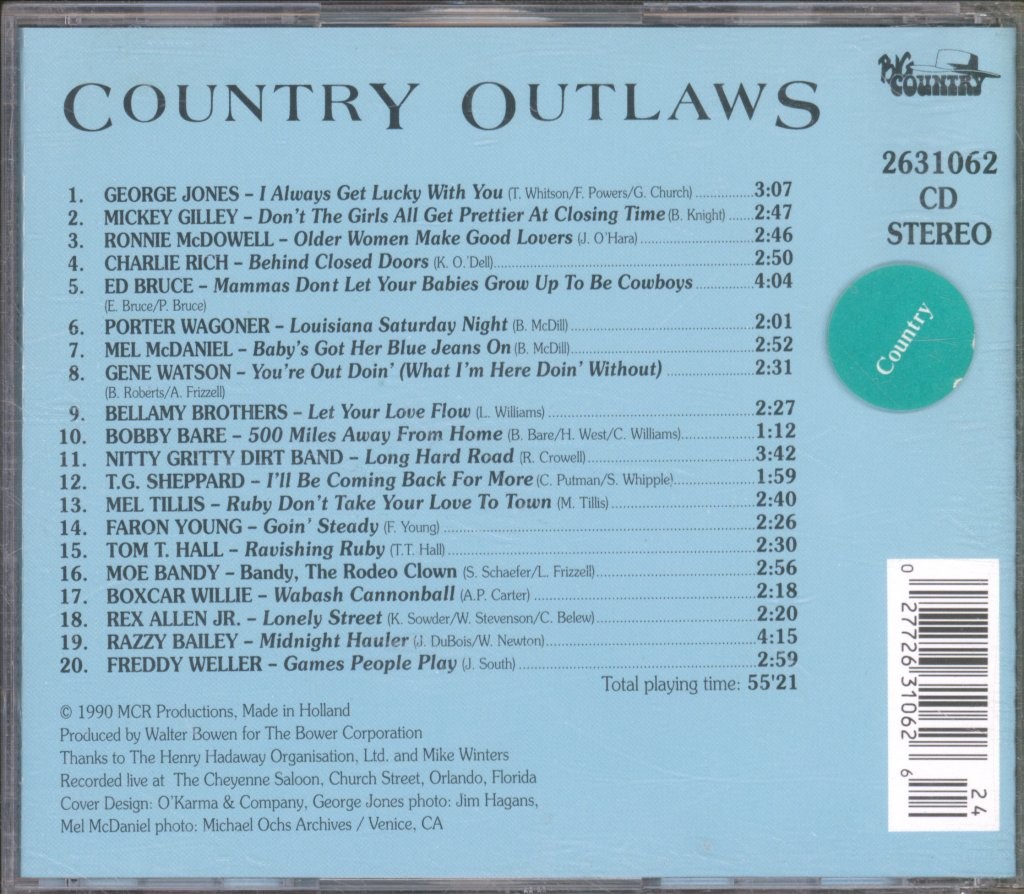 COUNTRY OUTLAWS
BV's
COUNTRY
2631062
CD
STEREO
Country
1. GEORGE JONES – I Always Get Lucky With You (T. Whitson/F. Powers/G. Church) 3:07
2. MICKEY GILLEY – Don't The Girls All Get Prettier At Closing Time (B. Knight) 2:47
3. RONNIE McDOWELL – Older Women Make Good Lovers (J. O'Hara) 2:46
4. CHARLIE RICH – Behind Closed Doors (K. O.'Dell) 2:50
5. ED BRUCE – Mammas Dont Let Your Babies Grow Up To Be Cowboys 4:04
(E. Bruce/P. Bruce)
6. PORTER WAGONER – Louisiana Saturday Night (B. McDill) 2:01
7. MEL McDANIEL – Baby's Got Her Blue Jeans On (B. McDill) 2:52
8. GENE WATSON – You're Out Doin' (What I'm Here Doin' Without) 2:31
(B. Roberts/A. Frizzell)
9. BELLAMY BROTHERS – Let Your Love Flow (L. Williams) 2:27
10. BOBBY BARE – 500 Miles Away From Home (B. Bare/H. West/C. Williams) 1:12
11. NITTY GRITTY DIRT BAND – Long Hard Road (R. Crowell) 3:42
12. T.G. SHEPPARD – I'll Be Coming Back For More (C. Putman/S. Whipple) 1:59
13. MEL TILLIS – Ruby Don't Take Your Love To Town (M. Tillis) 2:40
14. FARON YOUNG – Goin' Steady (F. Young) 2:26
15. TOM T. HALL – Ravishing Ruby (T.T. Hall) 2:30
16. MOE BANDY – Bandy, The Rodeo Clown (S. Schaefer/L. Frizzell) 2:56
17. BOXCAR WILLIE – Wabash Cannonball (A.P. Carter) 2:18
18. REX ALLEN JR. – Lonely Street (K. Sowder/W. Stevenson/C. Belew) 2:20
19. RAZZY BAILEY – Midnight Hauler (J. DuBois/W. Newton) 4:15
20. FREDDY WELLER – Games People Play (J. South) 2:59
Total playing time: 55'21
© 1990 MCR Productions, Made in Holland
Produced by Walter Bowen for The Bower Corporation
Thanks to The Henry Hadaway Organisation, Ltd. and Mike Winters
Recorded live at The Cheyenne Saloon, Church Street, Orlando, Florida
Cover Design: O'Karma & Company, George Jones photo: Jim Hagans,
Mel McDaniel photo: Michael Ochs Archives / Venice, CA
0 27726 31062 6
24